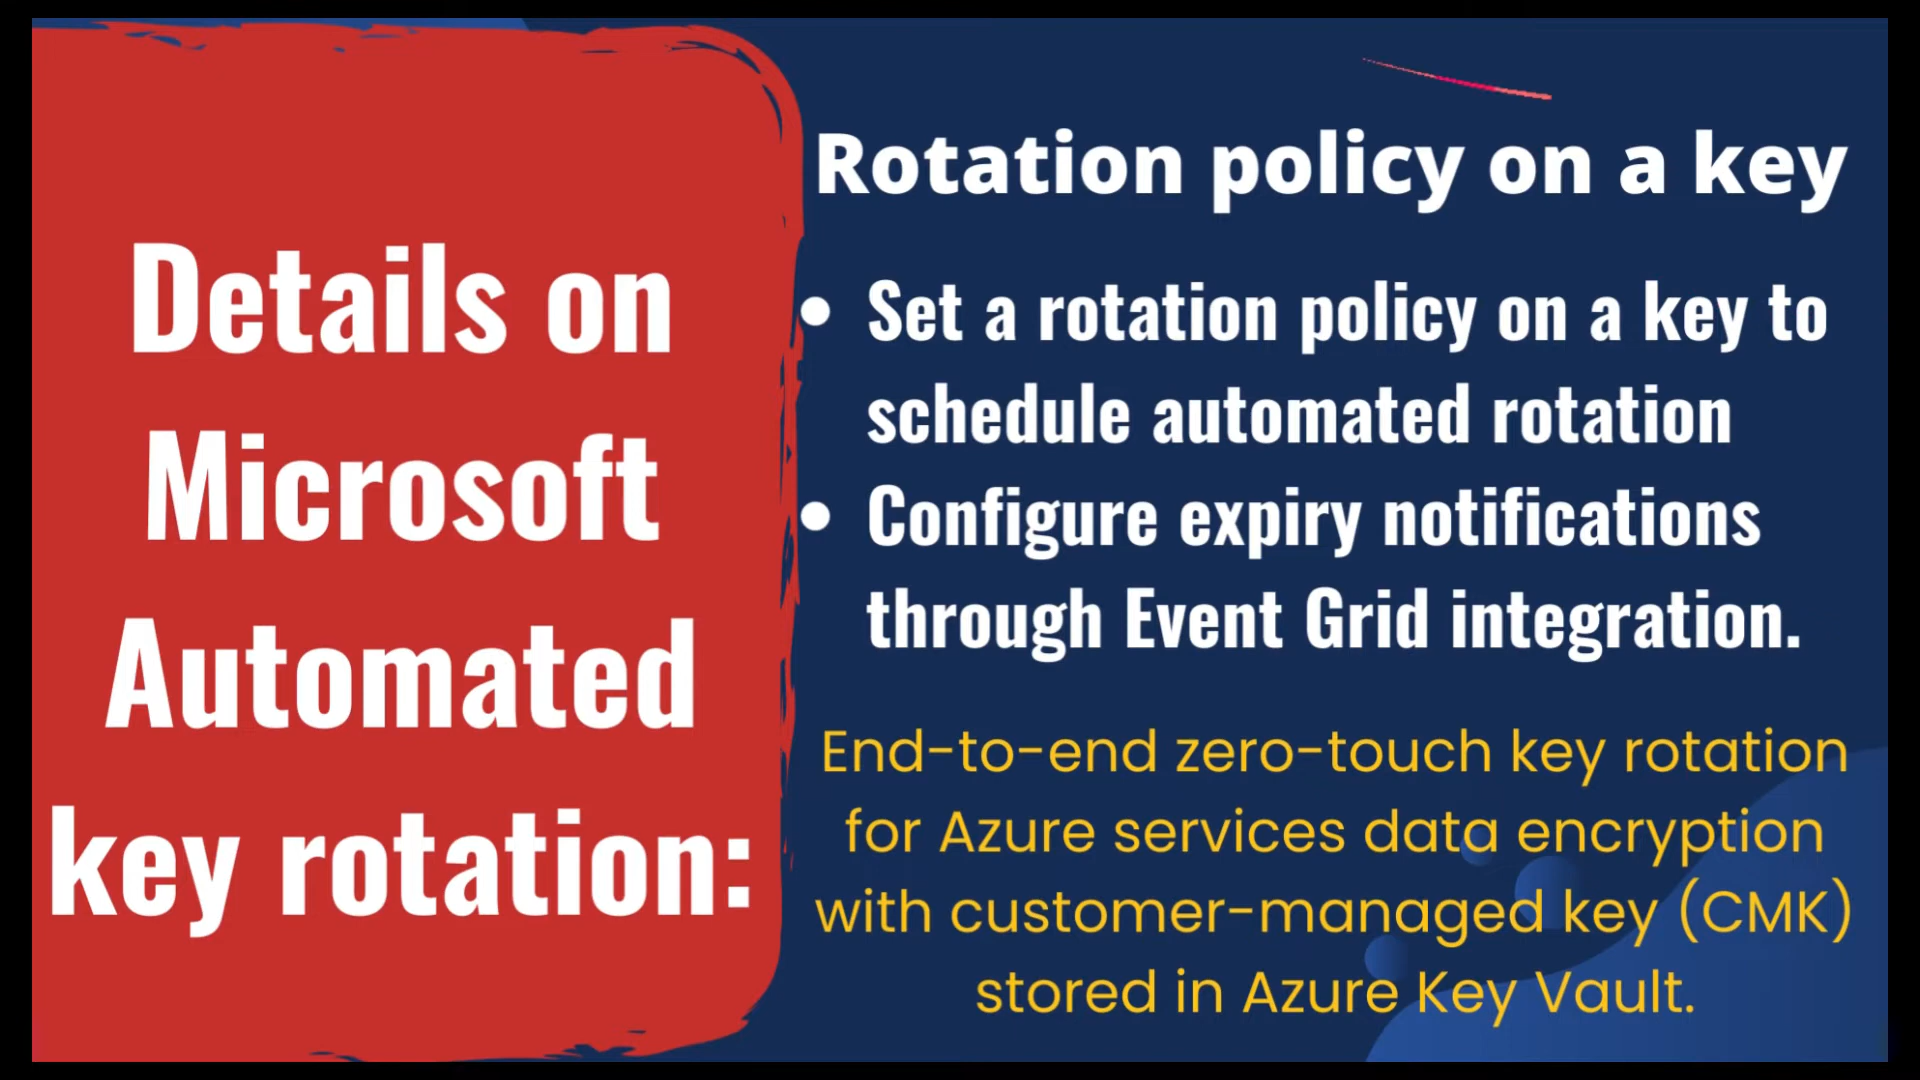 Details on
Microsoft
Automated
key rotation:
Rotation policy on a key
• Set a rotation policy on a key to
schedule automated rotation
• Configure expiry notifications
through Event Grid integration.
End-to-end zero-touch key rotation
for Azure services data encryption
with customer-managed key (CMK)
stored in Azure Key Vault.